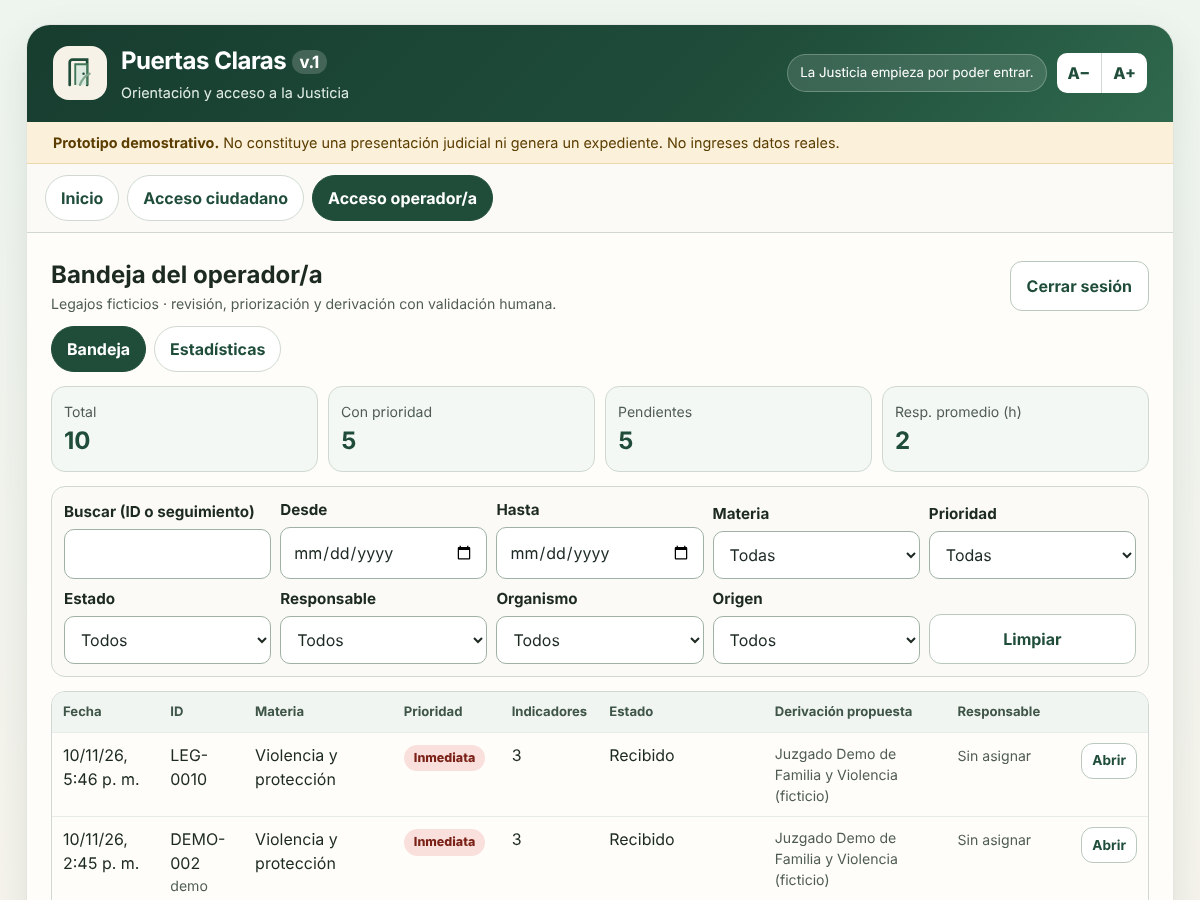 Puertas Claras v.1
Orientación y acceso a la Justicia
La Justicia empieza por poder entrar.
A−
A+
Prototipo demostrativo. No constituye una presentación judicial ni genera un expediente. No ingreses datos reales.
Inicio
Acceso ciudadano
Acceso operador/a
Bandeja del operador/a
Legajos ficticios · revisión, priorización y derivación con validación humana.
Cerrar sesión
Bandeja
Estadísticas
Total
10
Con prioridad
5
Pendientes
5
Resp. promedio (h)
2
Buscar (ID o seguimiento)
Desde
mm/dd/yyyy
Hasta
mm/dd/yyyy
Materia
Todas
Prioridad
Todas
Estado
Todos
Responsable
Todos
Organismo
Todos
Origen
Todos
Limpiar
Fecha ID Materia Prioridad Indicadores Estado Derivación propuesta Responsable
10/11/26,
5:46 p. m.
LEG-
0010
Violencia y
protección
Inmediata
3
Recibido
Juzgado Demo de
Familia y Violencia
(ficticio)
Sin asignar
Abrir
10/11/26,
2:45 p. m.
DEMO-
002
demo
Violencia y
protección
Inmediata
3
Recibido
Juzgado Demo de
Familia y Violencia
(ficticio)
Sin asignar
Abrir